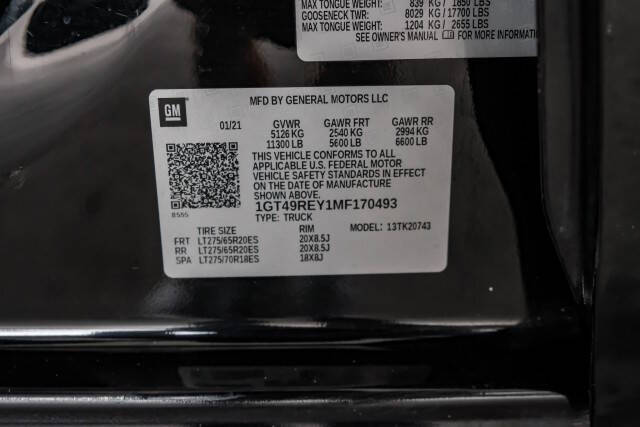 MAX TONGUE WEIGHT: 839 KG / 1850 LBS
GOOSENECK TWR: 8029 KG / 17700 LBS
MAX TONGUE WEIGHT: 1204 KG / 2655 LBS
SEE OWNER'S MANUAL FOR MORE INFORMATI
GM
MFD BY GENERAL MOTORS LLC
01/21 GVWR GAWR FRT GAWR RR
5126 KG 2540 KG 2994 KG
11300 LB 5600 LB 6600 LB
THIS VEHICLE CONFORMS TO ALL
APPLICABLE U.S. FEDERAL MOTOR
VEHICLE SAFETY STANDARDS IN EFFECT
ON THE DATE OF MANUFACTURE
SHOWN ABOVE.
1GT49REY1MF170493
TYPE: TRUCK MODEL: 13TK20743
TIRE SIZE RIM
FRT LT275/65R20ES 20X8.5J
RR LT275/65R20ES 20X8.5J
SPA LT275/70R18ES 18X8J